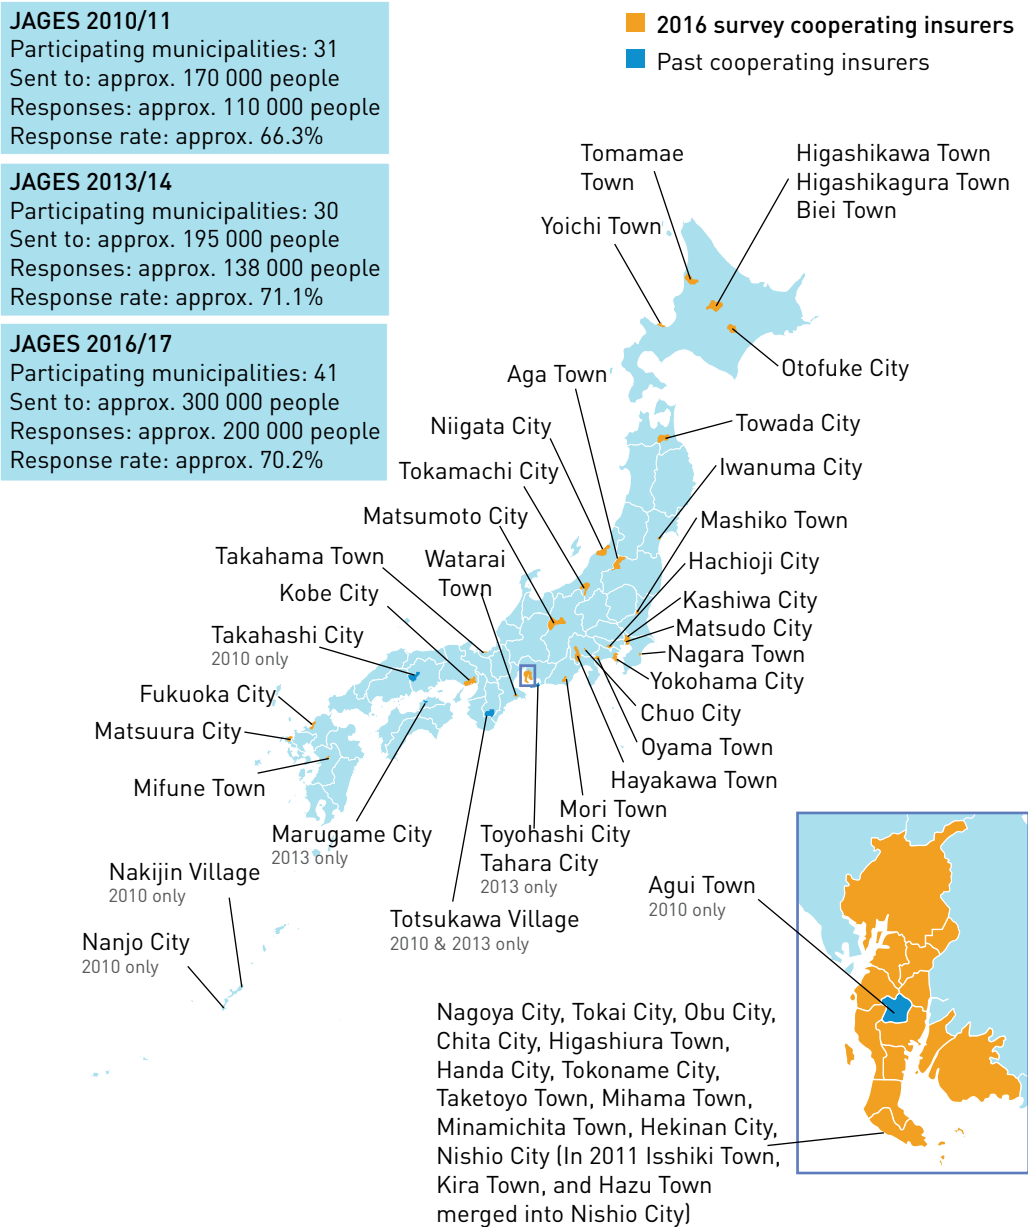 JAGES 2010/11
Participating municipalities: 31
Sent to: approx. 170 000 people
Responses: approx. 110 000 people
Response rate: approx. 66.3%
JAGES 2013/14
Participating municipalities: 30
Sent to: approx. 195 000 people
Responses: approx. 138 000 people
Response rate: approx. 71.1%
JAGES 2016/17
Participating municipalities: 41
Sent to: approx. 300 000 people
Responses: approx. 200 000 people
Response rate: approx. 70.2%
2016 survey cooperating insurers
Past cooperating insurers
Tomamae
Town
Higashikawa Town
Higashikagura Town
Biei Town
Yoichi Town
Otofuke City
Aga Town
Niigata City
Tokamachi City
Matsumoto City
Takahama Town
Watarai
Town
Kobe City
Takahashi City
2010 only
Fukuoka City
Matsuura City
Mifune Town
Towada City
Iwanuma City
Mashiko Town
Hachioji City
Kashiwa City
Matsudo City
Nagara Town
Yokohama City
Chuo City
Oyama Town
Hayakawa Town
Mori Town
Marugame City
2013 only
Toyohashi City
Tahara City
2013 only
Nakijin Village
2010 only
Nanjo City
2010 only
Totsukawa Village
2010 & 2013 only
Agui Town
2010 only
Nagoya City, Tokai City, Obu City,
Chita City, Higashiura Town,
Handa City, Tokoname City,
Taketoyo Town, Mihama Town,
Minamichita Town, Hekinan City,
Nishio City (In 2011 Isshiki Town,
Kira Town, and Hazu Town
merged into Nishio City)